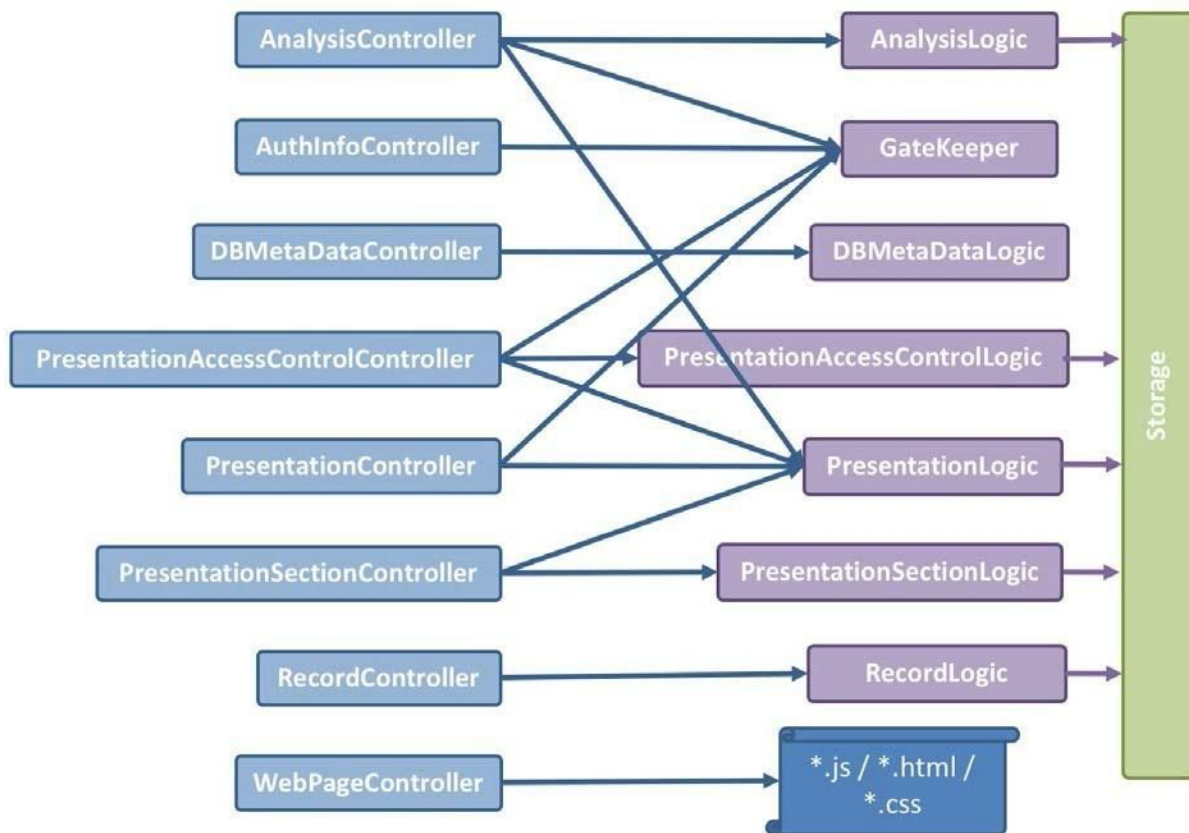 AnalysisController
AnalysisLogic
AuthInfoController
GateKeeper
DBMetaDataController
DBMetaDataLogic
PresentationAccessControlController
PresentationAccessControlLogic
Storage
PresentationController
PresentationLogic
PresentationSectionController
PresentationSectionLogic
RecordController
RecordLogic
WebPageController
*.js / *.html /
*.css